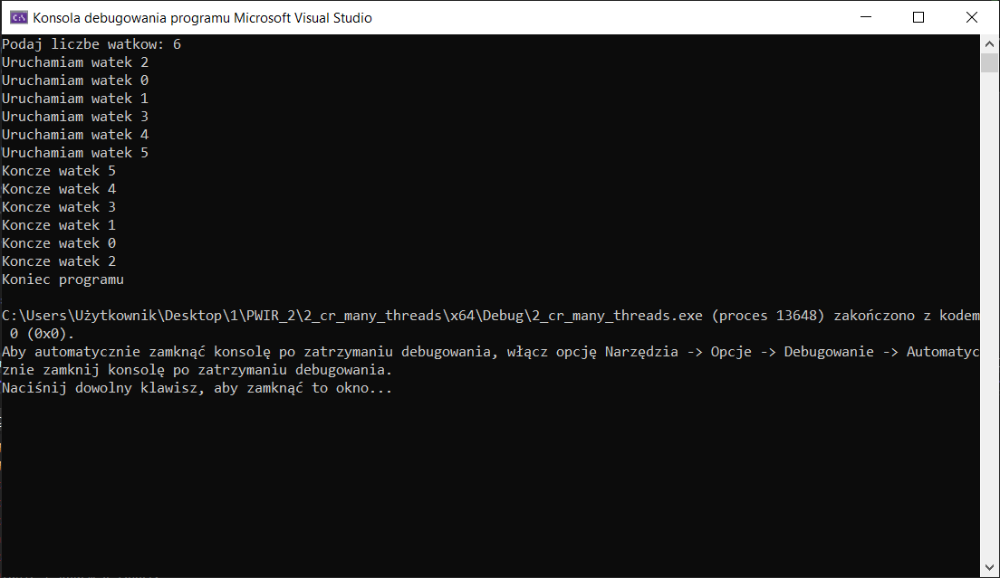 Konsola debugowania programu Microsoft Visual Studio
Podaj liczbe watkow: 6
Uruchamiam watek 2
Uruchamiam watek 0
Uruchamiam watek 1
Uruchamiam watek 3
Uruchamiam watek 4
Uruchamiam watek 5
Koncze watek 5
Koncze watek 4
Koncze watek 3
Koncze watek 1
Koncze watek 0
Koncze watek 2
Koniec programu
C:\Users\Użytkownik\Desktop\1\PWIR_2\2_cr_many_threads\x64\Debug\2_cr_many_threads.exe (proces 13648) zakończono z kodem
 0 (0x0).
Aby automatycznie zamknąć konsolę po zatrzymaniu debugowania, włącz opcję Narzędzia -> Opcje -> Debugowanie -> Automatyc
znie zamknij konsolę po zatrzymaniu debugowania.
Naciśnij dowolny klawisz, aby zamknąć to okno...